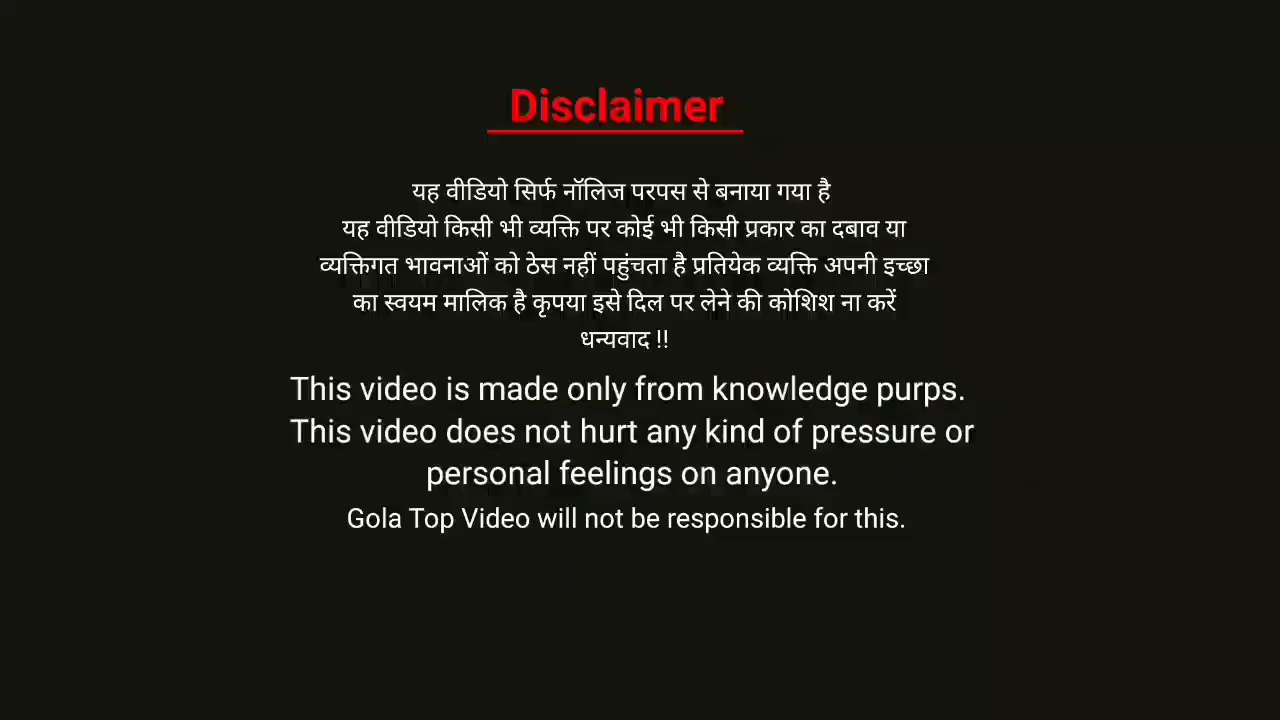 Disclaimer
यह वीडियो सिर्फ नॉलिज परपस से बनाया गया है
यह वीडियो किसी भी व्यक्ति पर कोई भी किसी प्रकार का दबाव या
व्यक्तिगत भावनाओं को ठेस नहीं पहुंचता है प्रतियेक व्यक्ति अपनी इच्छा
का स्वयम मालिक है कृपया इसे दिल पर लेने की कोशिश ना करें
धन्यवाद !!
This video is made only from knowledge purps.
This video does not hurt any kind of pressure or
personal feelings on anyone.
Gola Top Video will not be responsible for this.